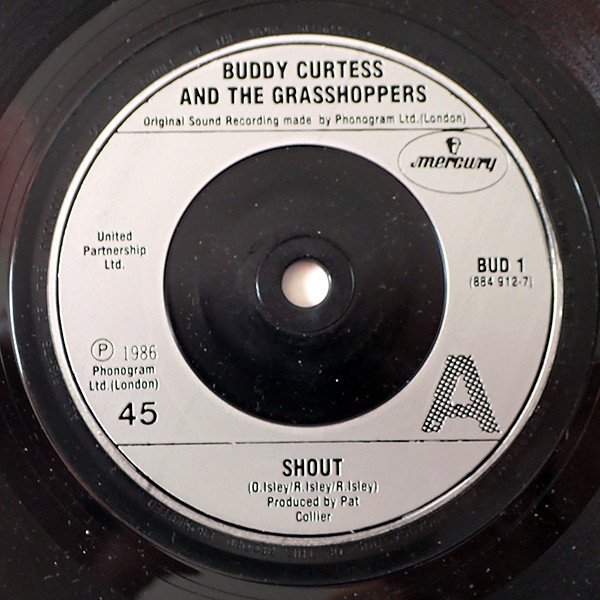 BUDDY CURTESS
AND THE GRASSHOPPERS
Original Sound Recording made by Phonogram Ltd.(London)
mercury
United
Partnership
Ltd.
BUD 1
(884 912-7)
Ⓟ 1986
Phonogram
Ltd.(London)
45
A
SHOUT
(O.Isley/R.Isley/R.Isley)
Produced by Pat
Collier